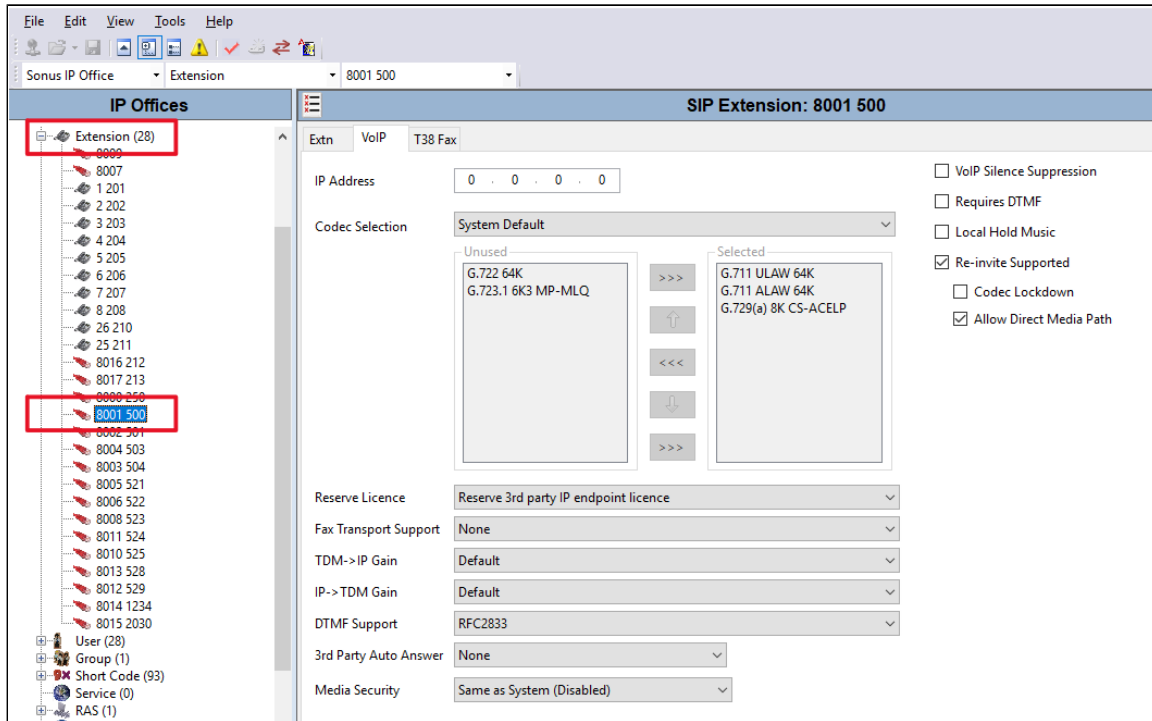 File Edit View Tools Help
Sonus IP Office Extension 8001 500
IP Offices
Extension (28)
8009
8007
1 201
2 202
3 203
4 204
5 205
6 206
7 207
8 208
26 210
25 211
8016 212
8017 213
8000 250
8001 500
8002 501
8004 503
8003 504
8005 521
8006 522
8008 523
8011 524
8010 525
8013 528
8012 529
8014 1234
8015 2030
User (28)
Group (1)
Short Code (93)
Service (0)
RAS (1)
SIP Extension: 8001 500
Extn VoIP T38 Fax
IP Address 0 . 0 . 0 . 0
Codec Selection System Default
Unused
G.722 64K
G.723.1 6K3 MP-MLQ
>>>
<<<
>>>
Selected
G.711 ULAW 64K
G.711 ALAW 64K
G.729(a) 8K CS-ACELP
Reserve Licence Reserve 3rd party IP endpoint licence
Fax Transport Support None
TDM->IP Gain Default
IP->TDM Gain Default
DTMF Support RFC2833
3rd Party Auto Answer None
Media Security Same as System (Disabled)
VoIP Silence Suppression
Requires DTMF
Local Hold Music
Re-invite Supported
Codec Lockdown
Allow Direct Media Path